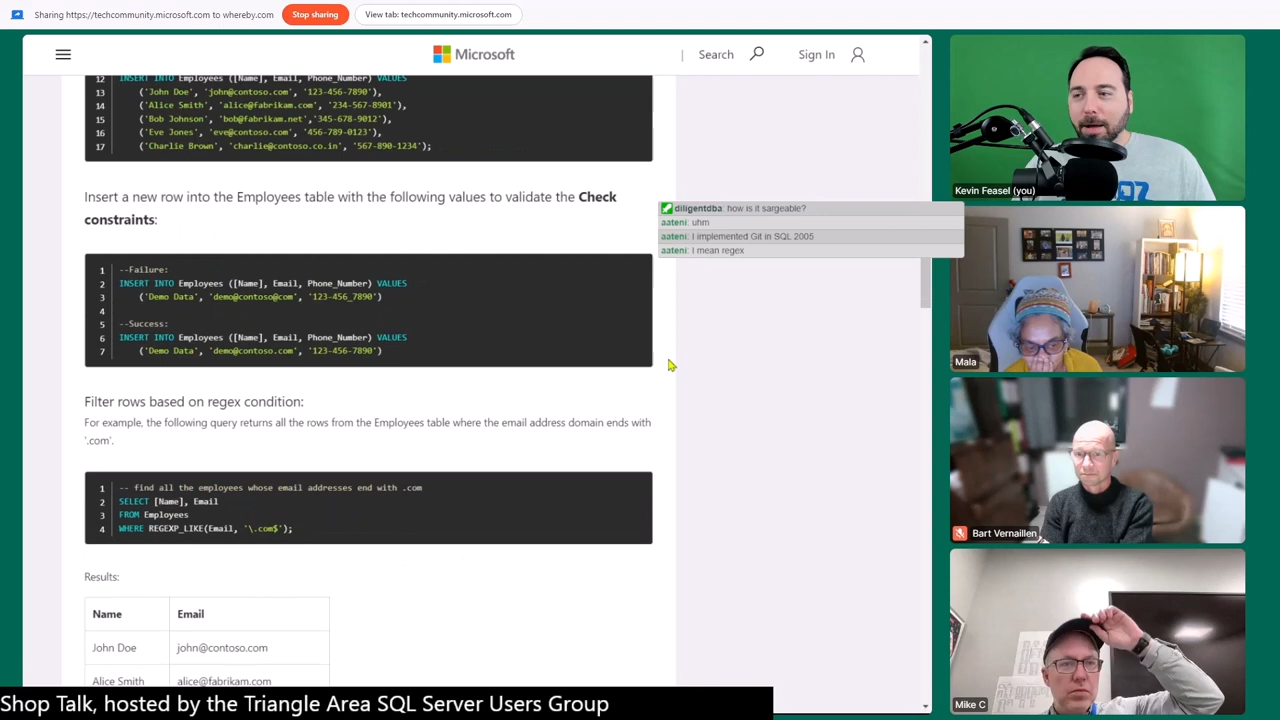 Sharing https://techcommunity.microsoft.com to whereby.com
Stop sharing
View tab: techcommunity.microsoft.com
Microsoft
Search
Sign In
12 INSERT INTO Employees ([Name], Email, Phone_Number) VALUES
13 ('John Doe', 'john@contoso.com', '123-456-7890'),
14 ('Alice Smith', 'alice@fabrikam.com', '234-567-8901'),
15 ('Bob Johnson', 'bob@fabrikam.net','345-678-9012'),
16 ('Eve Jones', 'eve@contoso.com', '456-789-0123'),
17 ('Charlie Brown', 'charlie@contoso.co.in', '567-890-1234');
Insert a new row into the Employees table with the following values to validate the Check
constraints:
1 --Failure:
2 INSERT INTO Employees ([Name], Email, Phone_Number) VALUES
3 ('Demo Data', 'demo@contoso@com', '123-456_7890')
4
5 --Success:
6 INSERT INTO Employees ([Name], Email, Phone_Number) VALUES
7 ('Demo Data', 'demo@contoso.com', '123-456-7890')
Filter rows based on regex condition:
For example, the following query returns all the rows from the Employees table where the email address domain ends with
'.com'.
1 -- find all the employees whose email addresses end with .com
2 SELECT [Name], Email
3 FROM Employees
4 WHERE REGEXP_LIKE(Email, '\.com$');
Results:
Name Email
John Doe john@contoso.com
Alice Smith alice@fabrikam.com
diligentdba: how is it sargeable?
aateni: uhm
aateni: I implemented Git in SQL 2005
aateni: I mean regex
Kevin Feasel (you)
Mala
Bart Vernaillen
Mike C
Shop Talk, hosted by the Triangle Area SQL Server Users Group